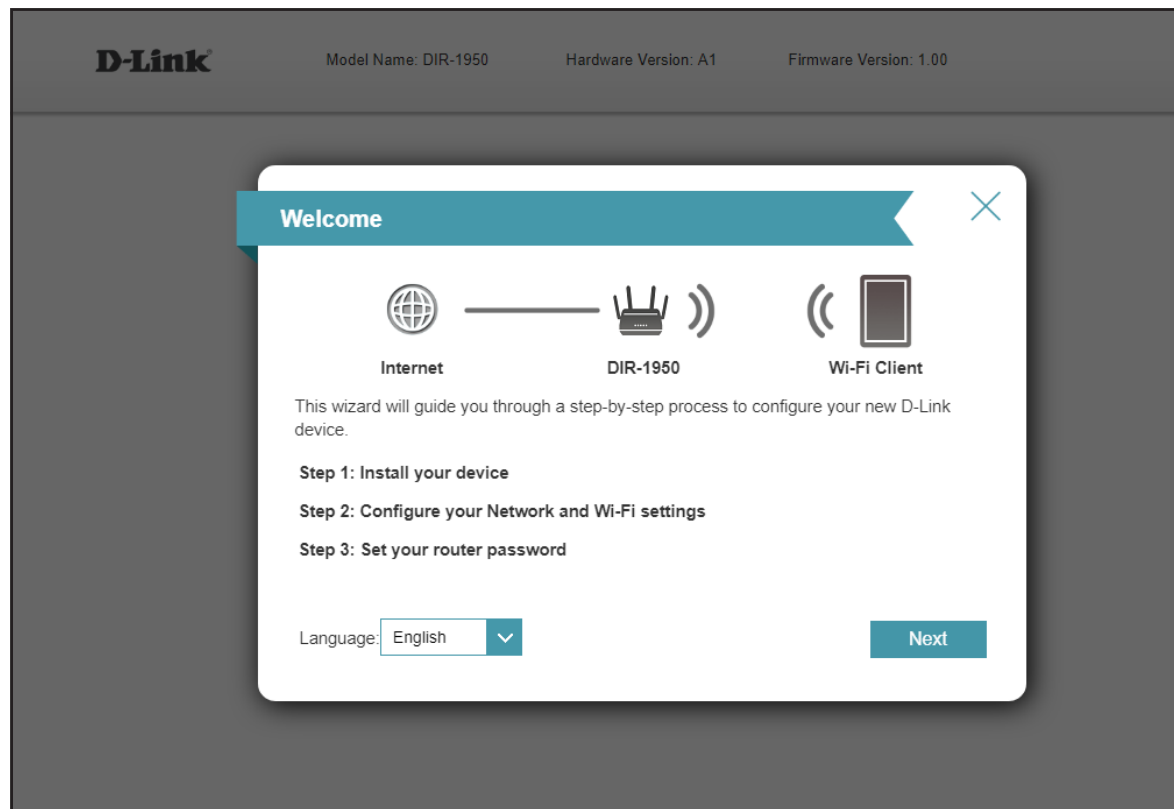 D-Link
Model Name: DIR-1950 Hardware Version: A1 Firmware Version: 1.00
Welcome
Internet DIR-1950 Wi-Fi Client
This wizard will guide you through a step-by-step process to configure your new D-Link
device.
Step 1: Install your device
Step 2: Configure your Network and Wi-Fi settings
Step 3: Set your router password
Language: English
Next